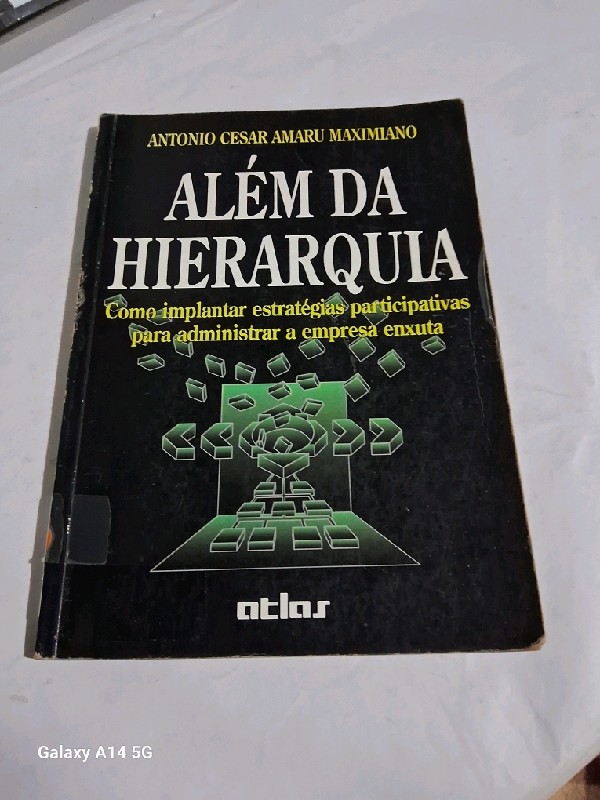 ANTONIO CESAR AMARU MAXIMIANO
ALÉM DA
HIERARQUIA
Como implantar estratégias participativas
para administrar a empresa enxuta
atlas
Galaxy A14 5G